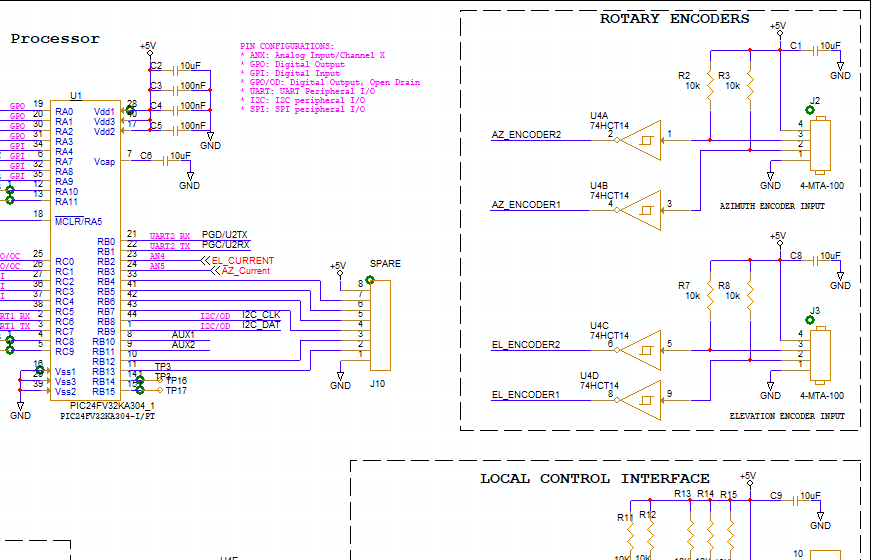 Processor
+5V
C2 10uF
C3 100nF
C4 100nF
C5 100nF
GND
PIN CONFIGURATIONS:
* ANX: Analog Input/Channel X
* GPO: Digital Output
* GPI: Digital Input
* GPO/OD: Digital Output, Open Drain
* UART: UART Peripheral I/O
* I2C: I2C peripheral I/O
* SPI: SPI peripheral I/O
U1
GPO 19 RA0 Vdd1 28
GPO 20 RA1 Vdd3 40
GPO 30 RA2 Vdd2 17
GPO 31 RA3
GPI 34 RA4
GPI 6 RA7 Vcap 7 C6 10uF
GPI 32 RA8
GPI 35 RA9
12 RA10
13 RA11
GND
18 MCLR/RA5
RB0 21 UART2 RX PGD/U2TX
RB1 22 UART2 TX PGC/U2RX
O/OC 25 RC0 RB2 23 AN4 EL_CURRENT
O/OC 26 RC1 RB3 24 AN5 AZ_Current
I 27 RC2 RB4 33
I 36 RC3 RB5 41
I 37 RC4 RB6 42
38 RC5 RB7 43
RT1 RX 2 RC6 RB8 44 I2C/OD I2C_CLK
RT1 TX 3 RC7 RB9 1 I2C/OD I2C_DAT
4 RC8 RB10 8 AUX1
5 RC9 RB11 9 AUX2
RB12 10
16 Vss1 RB13 11 TP3
29 Vss3 RB14 14 TP16
39 Vss2 RB15 15 TP17
GND
PIC24FV32KA304_1
PIC24FV32KA304-I/PT
+5V
SPARE
8
7
6
5
4
3
2
1
GND
J10
ROTARY ENCODERS
+5V
C1 10uF
GND
R2 10k
R3 10k
J2
4
3
2
1
GND
4-MTA-100
AZIMUTH ENCODER INPUT
U4A
74HCT14
AZ_ENCODER2 2 1
U4B
74HCT14
AZ_ENCODER1 4 3
+5V
C8 10uF
GND
R7 10k
R8 10k
J3
4
3
2
1
GND
4-MTA-100
ELEVATION ENCODER INPUT
U4C
74HCT14
EL_ENCODER2 6 5
U4D
74HCT14
EL_ENCODER1 8 9
LOCAL CONTROL INTERFACE
+5V
R11 R12 R13 R14 R15
C9 10uF
GND
10